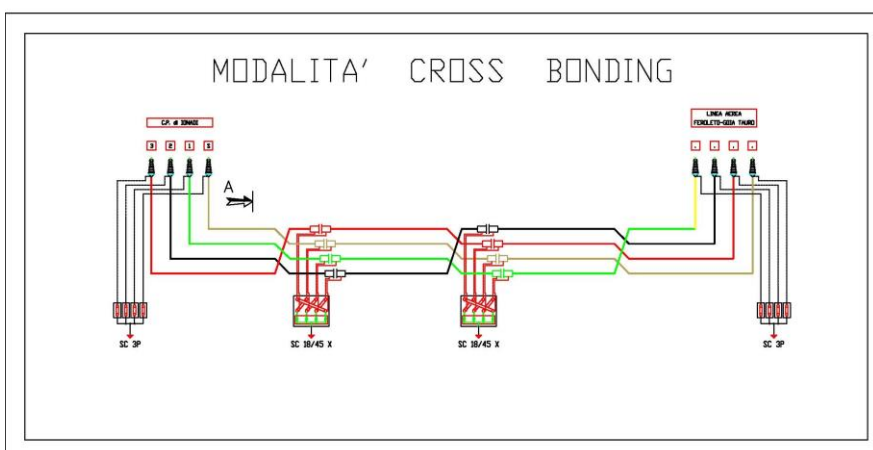 MODALITA' CROSS BONDING
C.P. di IONADI
LINEA AEREA
FEROLETO-GIOIA TAURO
3 2 1 S
A
SC 3P
SC 18/45 X
SC 18/45 X
SC 3P